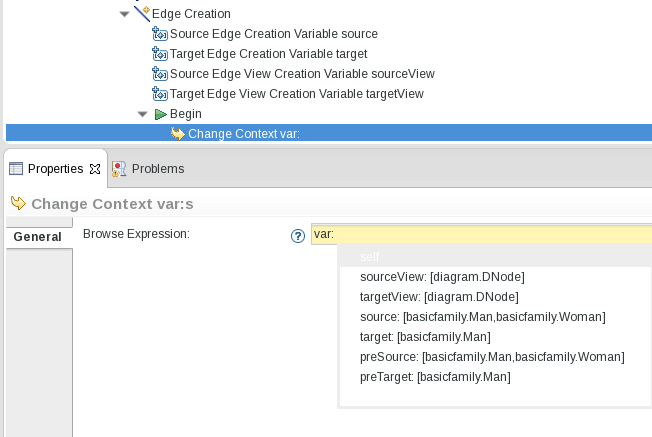 Edge Creation
Source Edge Creation Variable source
Target Edge Creation Variable target
Source Edge View Creation Variable sourceView
Target Edge View Creation Variable targetView
Begin
Change Context var:
Properties Problems
Change Context var:s
General
Browse Expression: ? var:
self
sourceView: [diagram.DNode]
targetView: [diagram.DNode]
source: [basicfamily.Man,basicfamily.Woman]
target: [basicfamily.Man]
preSource: [basicfamily.Man,basicfamily.Woman]
preTarget: [basicfamily.Man]